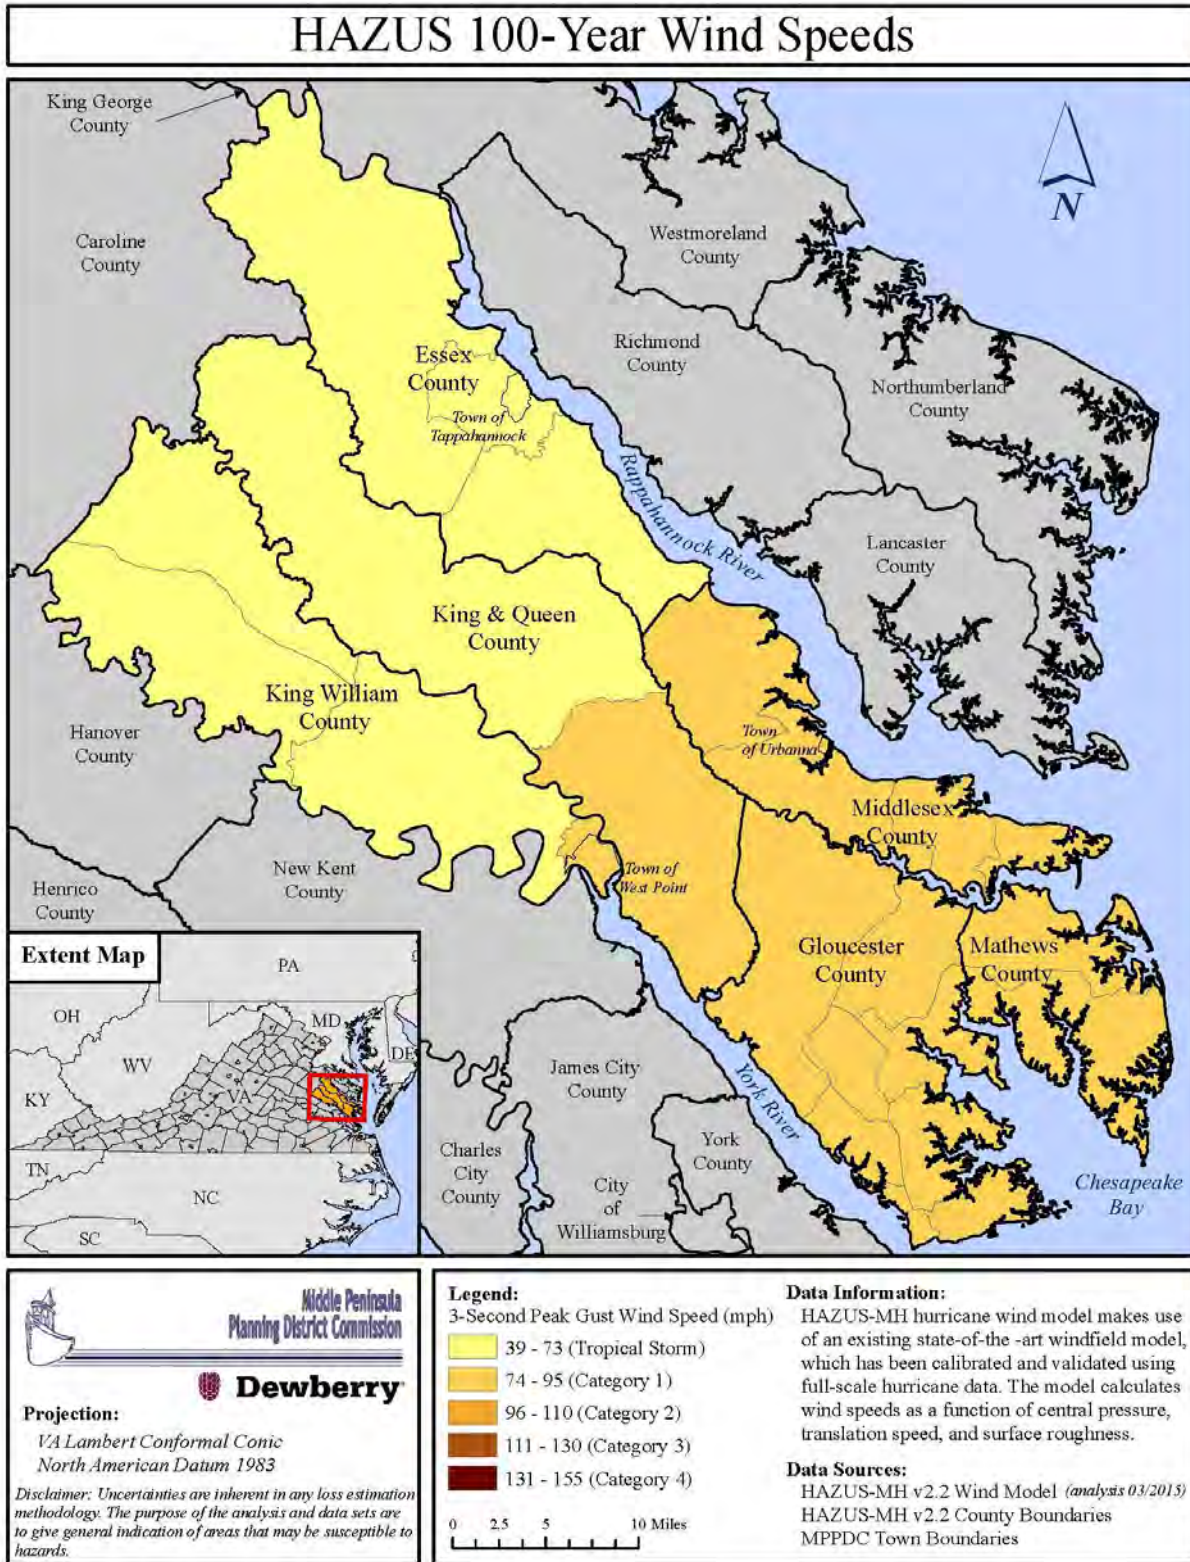 HAZUS 100-Year Wind Speeds
King George
County
Caroline
County
Westmoreland
County
Richmond
County
Northumberland
County
Essex
County
Town of
Tappahannock
Rappahannock River
Lancaster
County
King & Queen
County
King William
County
Hanover
County
Town
of Urbanna
Middlesex
County
New Kent
County
Henrico
County
Town of
West Point
Gloucester
County
Mathews
County
James City
County
York River
York
County
Charles
City
County
City
of
Williamsburg
Chesapeake
Bay
N
Extent Map
PA
OH
MD
DE
WV
VA
KY
TN
NC
SC
Middle Peninsula
Planning District Commission
Dewberry
Projection:
VA Lambert Conformal Conic
North American Datum 1983
Disclaimer: Uncertainties are inherent in any loss estimation
methodology. The purpose of the analysis and data sets are
to give general indication of areas that may be susceptible to
hazards.
Legend:
3-Second Peak Gust Wind Speed (mph)
39 - 73 (Tropical Storm)
74 - 95 (Category 1)
96 - 110 (Category 2)
111 - 130 (Category 3)
131 - 155 (Category 4)
0 2.5 5 10 Miles
Data Information:
HAZUS-MH hurricane wind model makes use
of an existing state-of-the -art windfield model,
which has been calibrated and validated using
full-scale hurricane data. The model calculates
wind speeds as a function of central pressure,
translation speed, and surface roughness.
Data Sources:
HAZUS-MH v2.2 Wind Model (analysis 03/2015)
HAZUS-MH v2.2 County Boundaries
MPPDC Town Boundaries